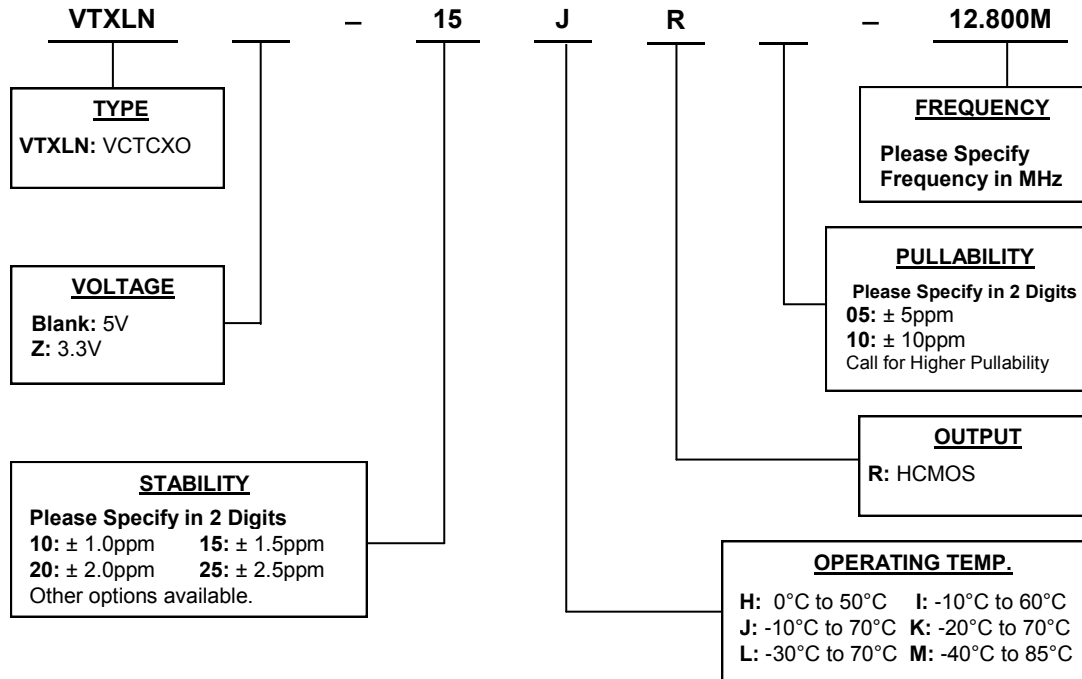 VTXLN – 15 J R – 12.800M
TYPE
VTXLN: VCTCXO
VOLTAGE
Blank: 5V
Z: 3.3V
STABILITY
Please Specify in 2 Digits
10: ± 1.0ppm 15: ± 1.5ppm
20: ± 2.0ppm 25: ± 2.5ppm
Other options available.
FREQUENCY
Please Specify
Frequency in MHz
PULLABILITY
Please Specify in 2 Digits
05: ± 5ppm
10: ± 10ppm
Call for Higher Pullability
OUTPUT
R: HCMOS
OPERATING TEMP.
H: 0°C to 50°C I: -10°C to 60°C
J: -10°C to 70°C K: -20°C to 70°C
L: -30°C to 70°C M: -40°C to 85°C